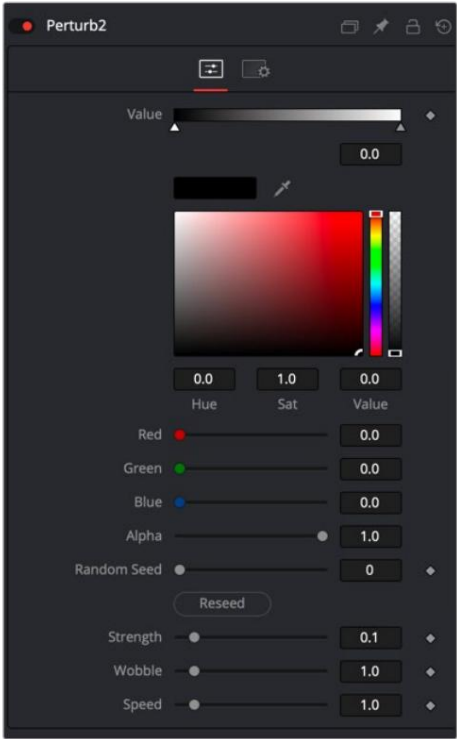 Perturb2
Value
0.0
0.0 1.0 0.0
Hue Sat Value
Red 0.0
Green 0.0
Blue 0.0
Alpha 1.0
Random Seed 0
Reseed
Strength 0.1
Wobble 1.0
Speed 1.0